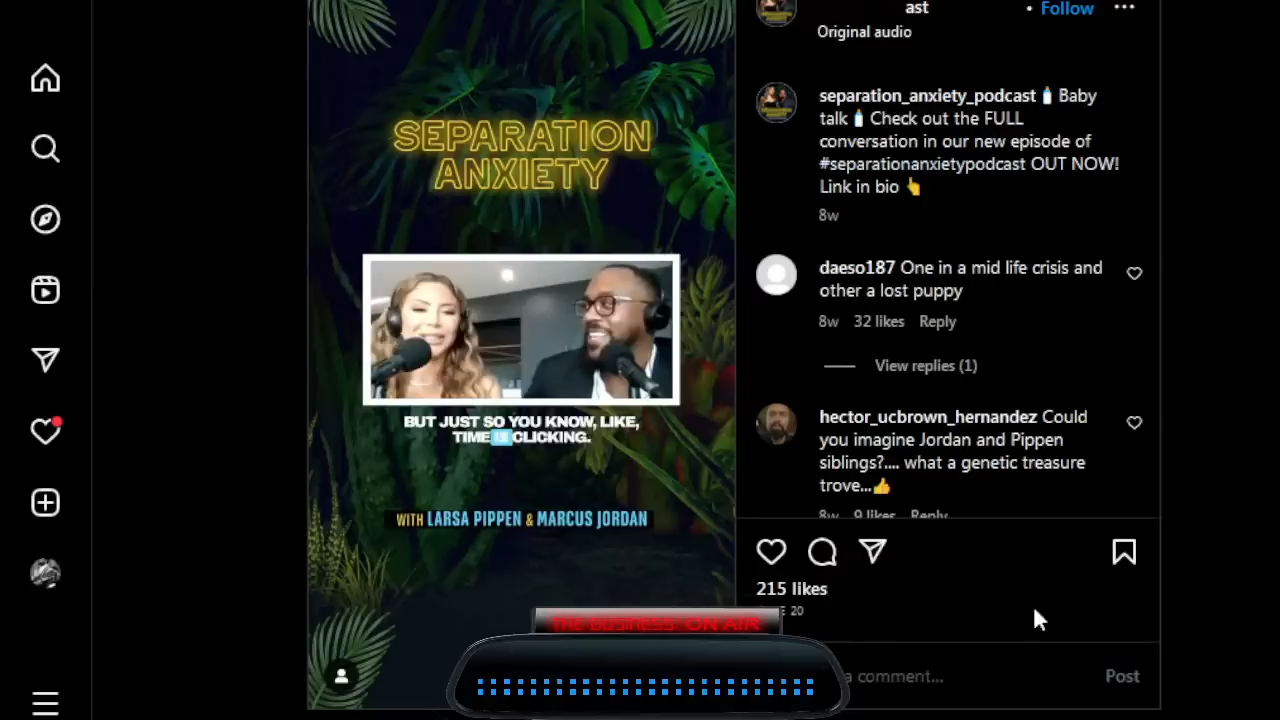 SEPARATION
ANXIETY
BUT JUST SO YOU KNOW, LIKE,
TIME IS CLICKING.
WITH LARSA PIPPEN & MARCUS JORDAN
ast • Follow
Original audio
separation_anxiety_podcast 🍼 Baby
talk 🍼 Check out the FULL
conversation in our new episode of
#separationanxietypodcast OUT NOW!
Link in bio 👆
8w
daeso187 One in a mid life crisis and
other a lost puppy
8w 32 likes Reply
View replies (1)
hector_ucbrown_hernandez Could
you imagine Jordan and Pippen
siblings?.... what a genetic treasure
trove...👍
8w 9 likes Reply
215 likes
20
a comment... Post
THE BIZSINESS: ON AIR